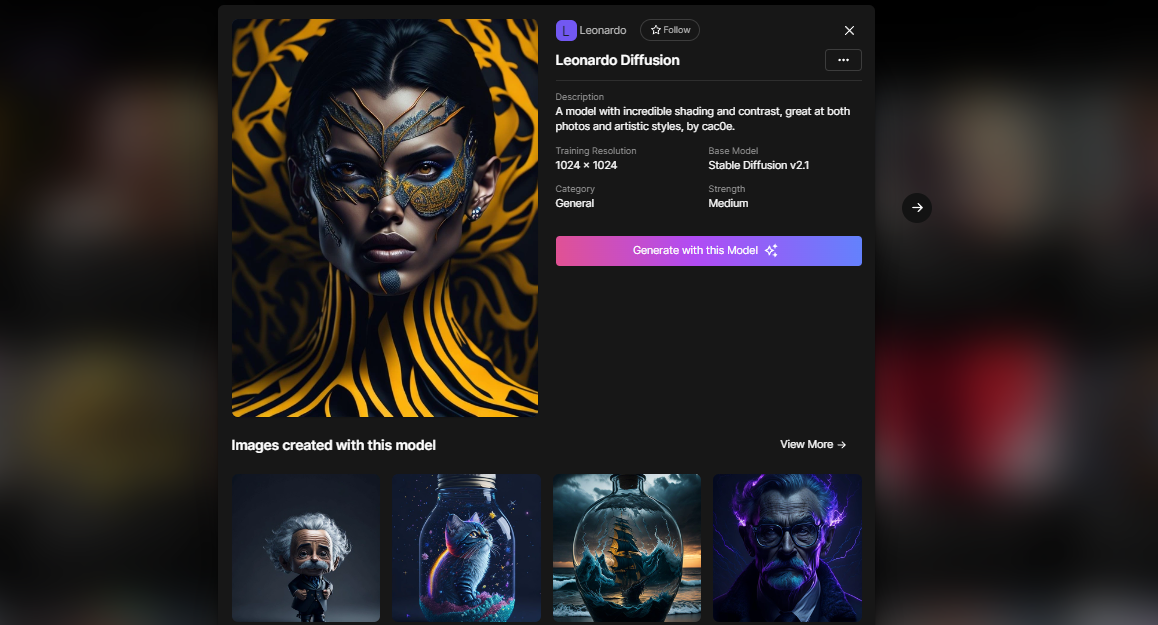 L Leonardo Follow
Leonardo Diffusion
Description
A model with incredible shading and contrast, great at both
photos and artistic styles, by cac0e.
Training Resolution Base Model
1024 × 1024 Stable Diffusion v2.1
Category Strength
General Medium
Generate with this Model
Images created with this model View More →